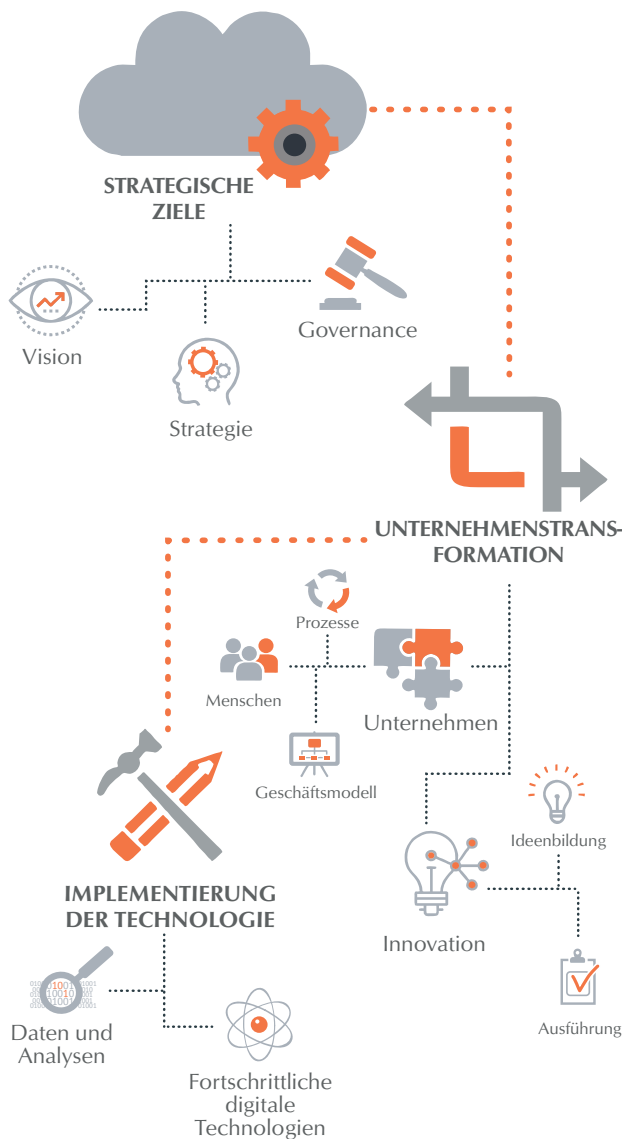 STRATEGISCHE
ZIELE
Vision
Strategie
Governance
UNTERNEHMENSTRANS-
FORMATION
Prozesse
Menschen
Unternehmen
Geschäftsmodell
Ideenbildung
Innovation
Ausführung
IMPLEMENTIERUNG
DER TECHNOLOGIE
Daten und
Analysen
Fortschrittliche
digitale
Technologien